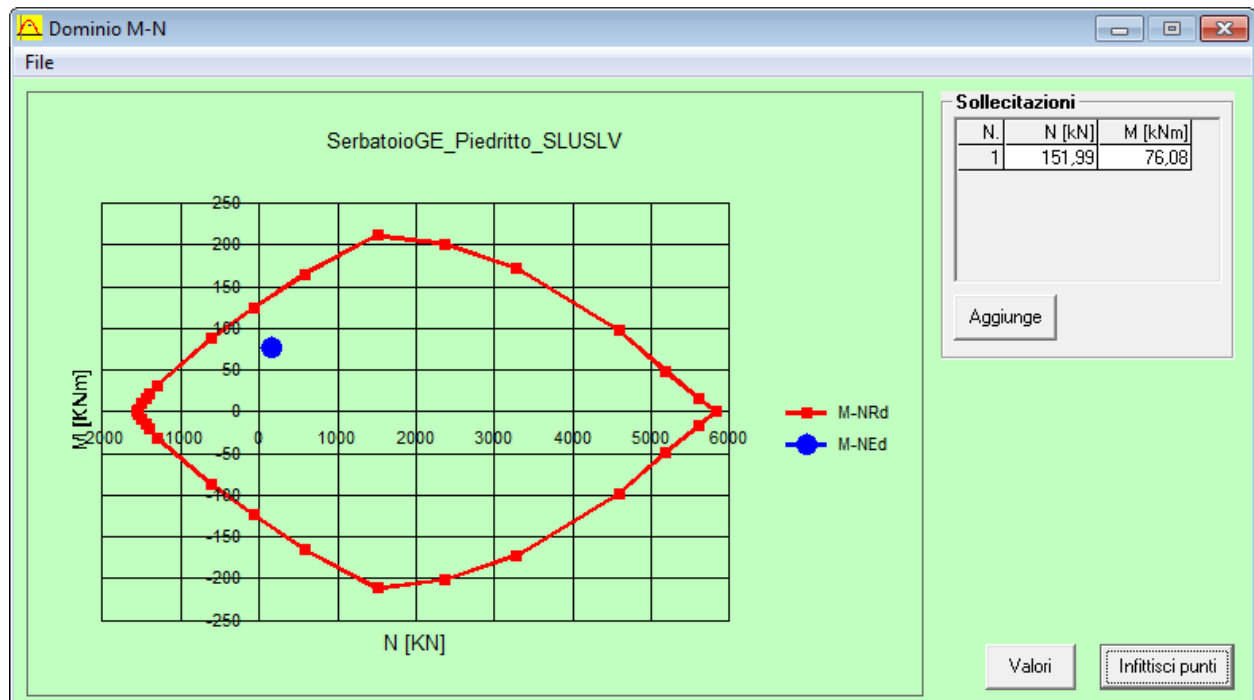 Dominio M-N
File
SerbatoioGE_Piedritto_SLUSLV
250
200
150
100
50
0
-50
-100
-150
-200
-250
M [KNm]
-2000 -1000 0 1000 2000 3000 4000 5000 6000
N [KN]
M-NRd
M-NEd
Sollecitazioni
N. N [kN] M [kNm]
1 151,99 76,08
Aggiunge
Valori
Infittisci punti